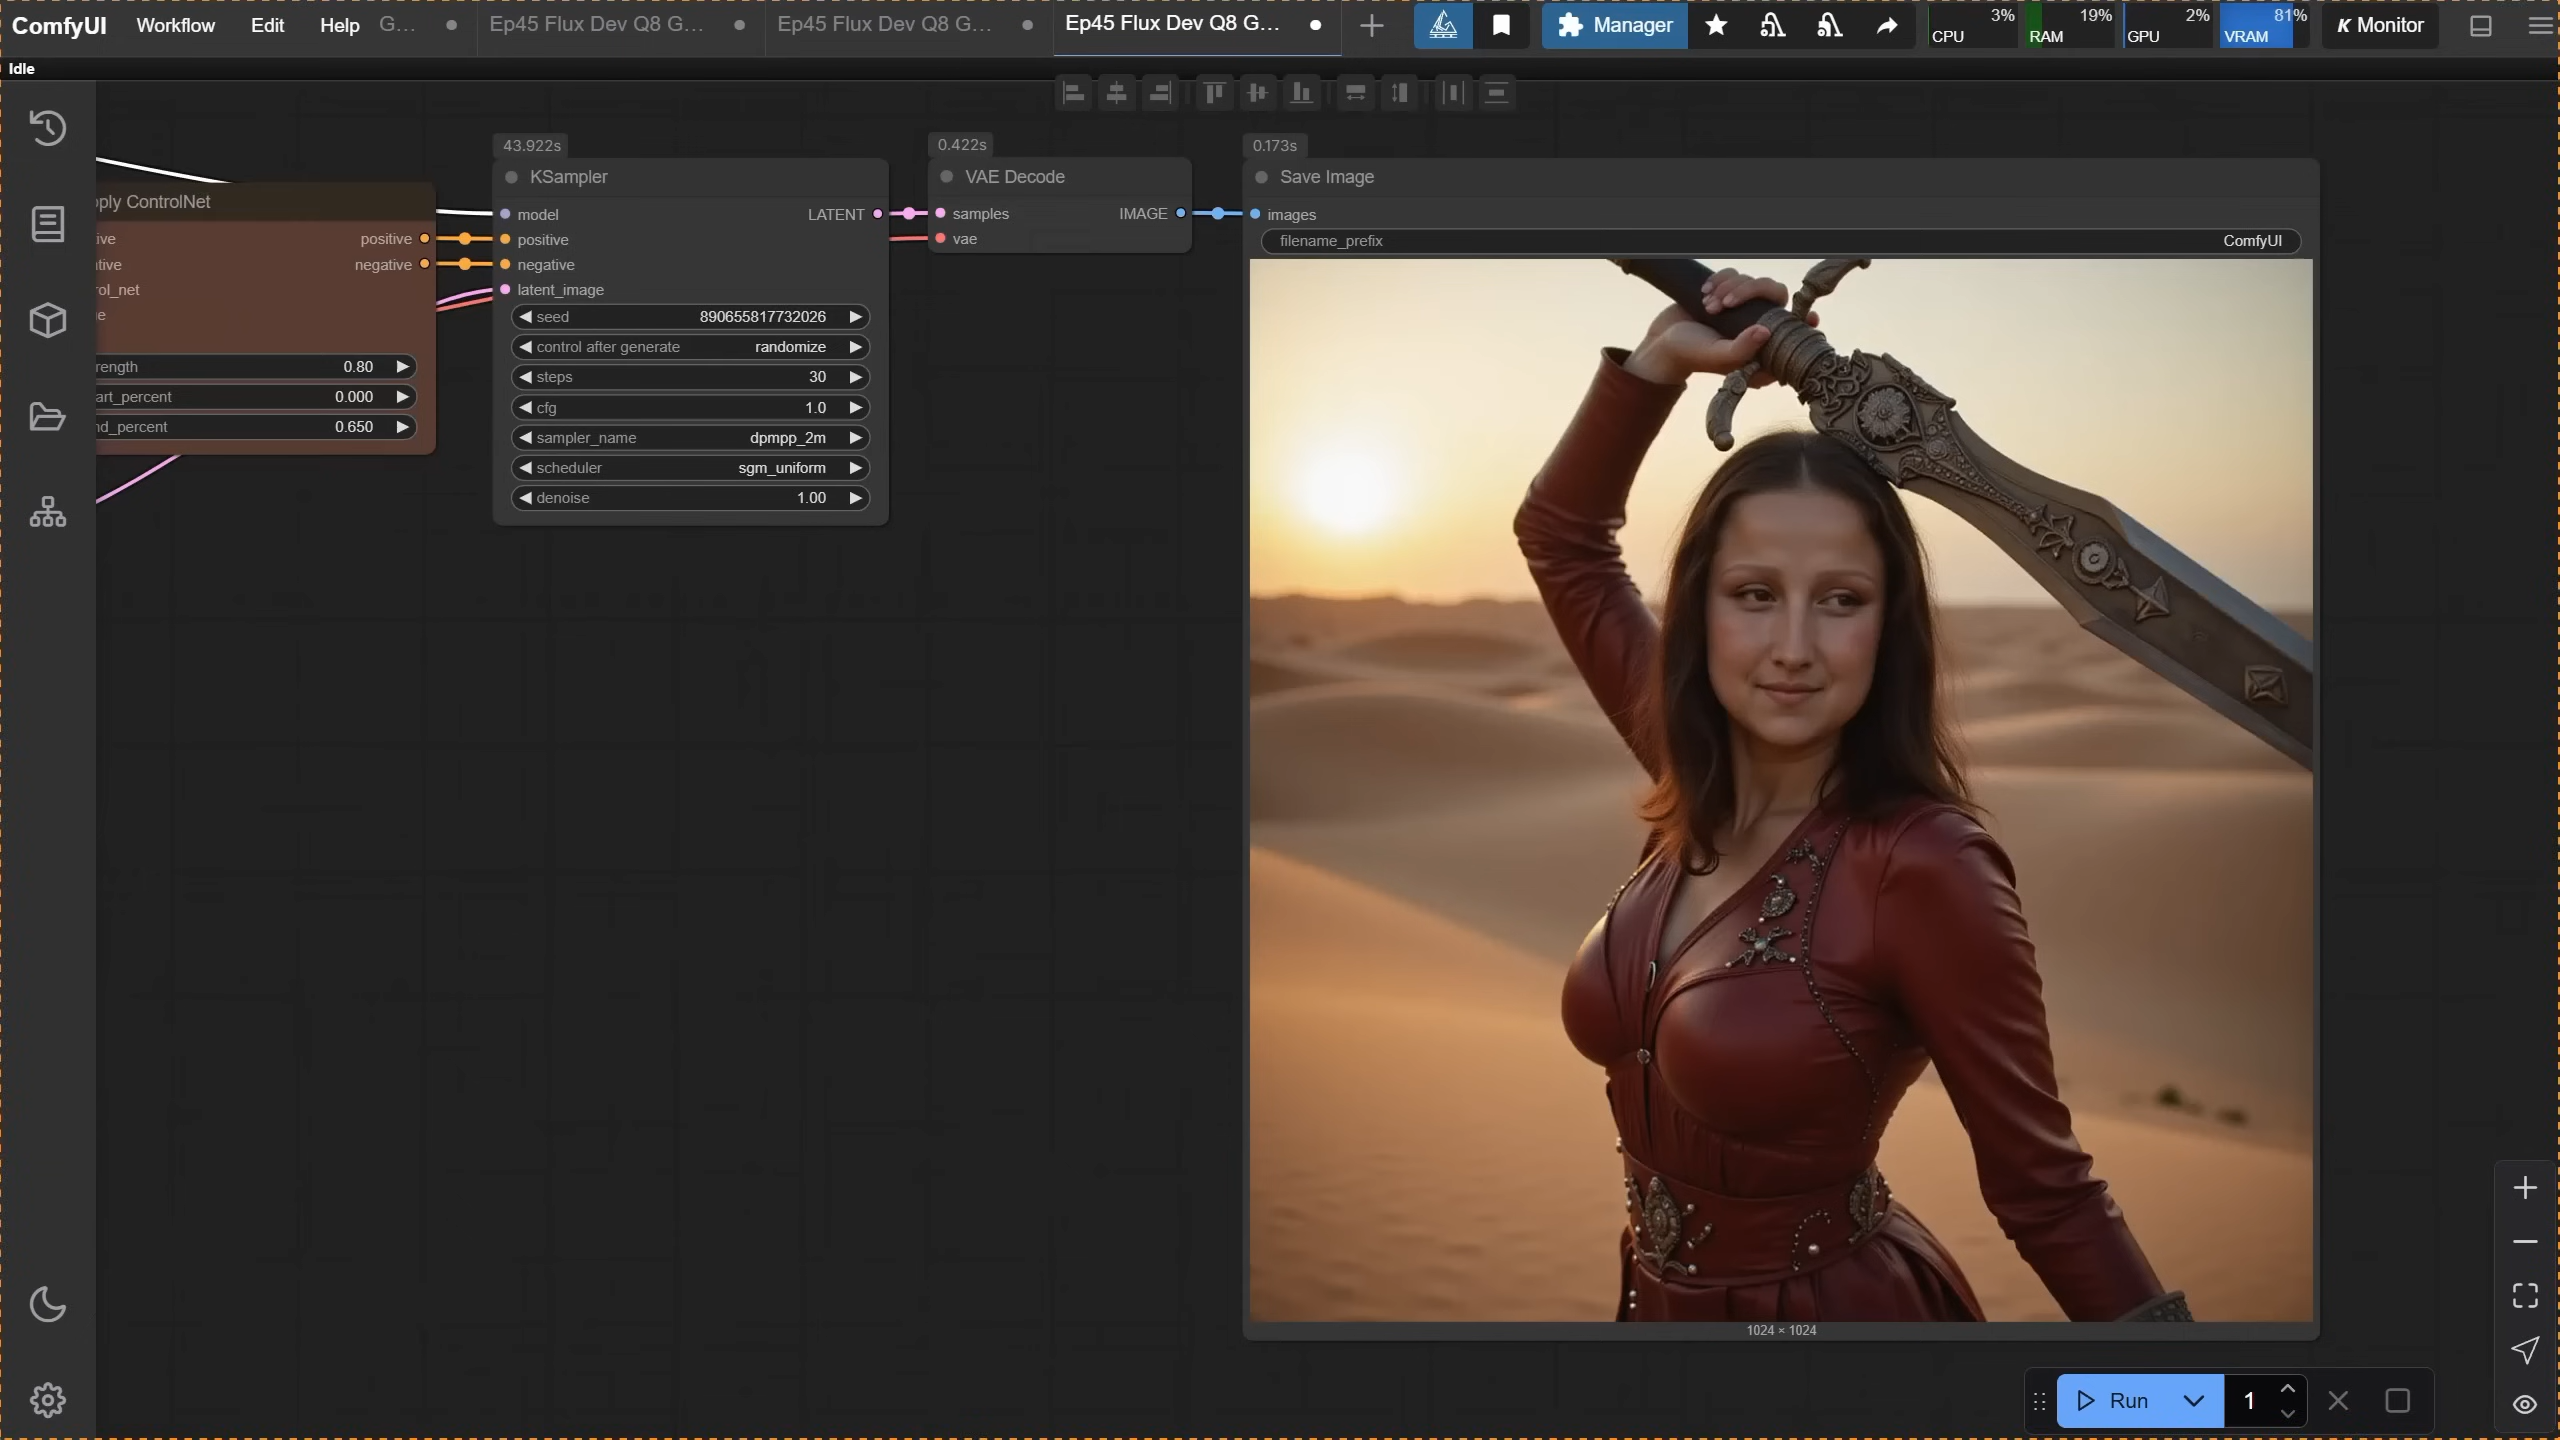 ComfyUI Workflow Edit Help G... Ep45 Flux Dev Q8 G... Ep45 Flux Dev Q8 G... Ep45 Flux Dev Q8 G... Manager 3% CPU 19% RAM 2% GPU 81% VRAM K Monitor
Idle
43.922s
KSampler
model LATENT
positive
negative
latent_image
seed 890655817732026
control after generate randomize
steps 30
cfg 1.0
sampler_name dpmpp_2m
scheduler sgm_uniform
denoise 1.00
0.422s
VAE Decode
samples IMAGE
vae
0.173s
Save Image
images
filename_prefix ComfyUI
1024 × 1024
ply ControlNet
ive positive
tive negative
rol_net
e
rength 0.80
art_percent 0.000
nd_percent 0.650
Run 1